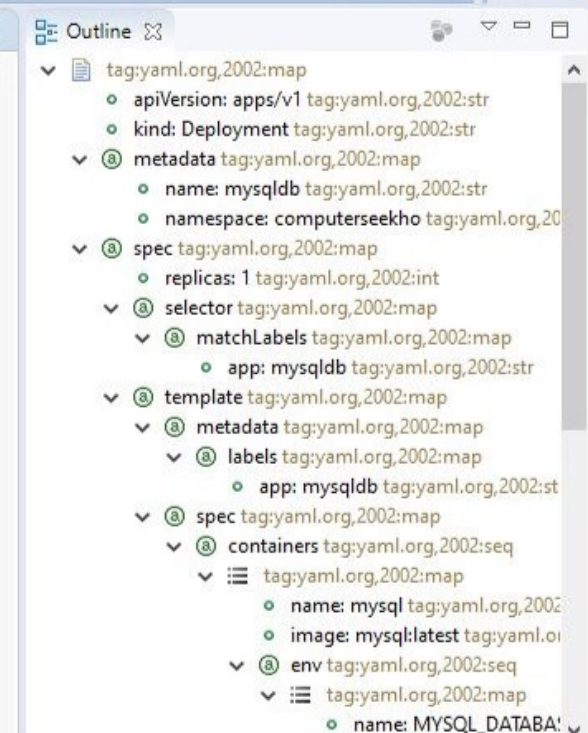 Outline
tag:yaml.org,2002:map
apiVersion: apps/v1 tag:yaml.org,2002:str
kind: Deployment tag:yaml.org,2002:str
metadata tag:yaml.org,2002:map
name: mysqldb tag:yaml.org,2002:str
namespace: computerseekho tag:yaml.org,20
spec tag:yaml.org,2002:map
replicas: 1 tag:yaml.org,2002:int
selector tag:yaml.org,2002:map
matchLabels tag:yaml.org,2002:map
app: mysqldb tag:yaml.org,2002:str
template tag:yaml.org,2002:map
metadata tag:yaml.org,2002:map
labels tag:yaml.org,2002:map
app: mysqldb tag:yaml.org,2002:st
spec tag:yaml.org,2002:map
containers tag:yaml.org,2002:seq
tag:yaml.org,2002:map
name: mysql tag:yaml.org,2002
image: mysql:latest tag:yaml.o
env tag:yaml.org,2002:seq
tag:yaml.org,2002:map
name: MYSQL_DATABA